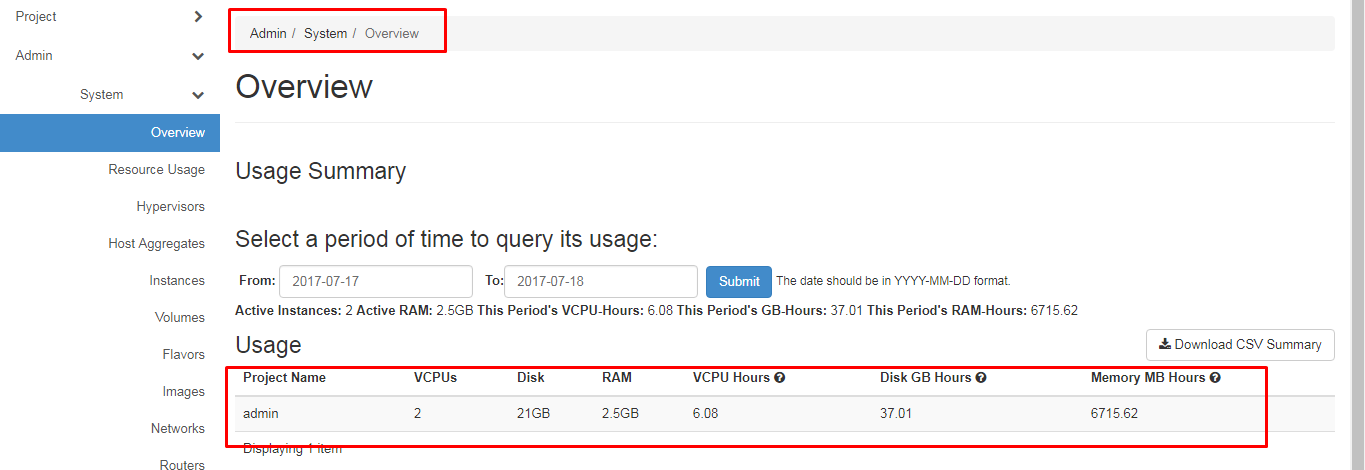 Project
Admin
System
Overview
Resource Usage
Hypervisors
Host Aggregates
Instances
Volumes
Flavors
Images
Networks
Routers
Admin / System / Overview
Overview
Usage Summary
Select a period of time to query its usage:
From: 2017-07-17 To: 2017-07-18 Submit The date should be in YYYY-MM-DD format.
Active Instances: 2 Active RAM: 2.5GB This Period's VCPU-Hours: 6.08 This Period's GB-Hours: 37.01 This Period's RAM-Hours: 6715.62
Usage
Download CSV Summary
Project Name VCPUs Disk RAM VCPU Hours Disk GB Hours Memory MB Hours
admin 2 21GB 2.5GB 6.08 37.01 6715.62
Displaying 1 item